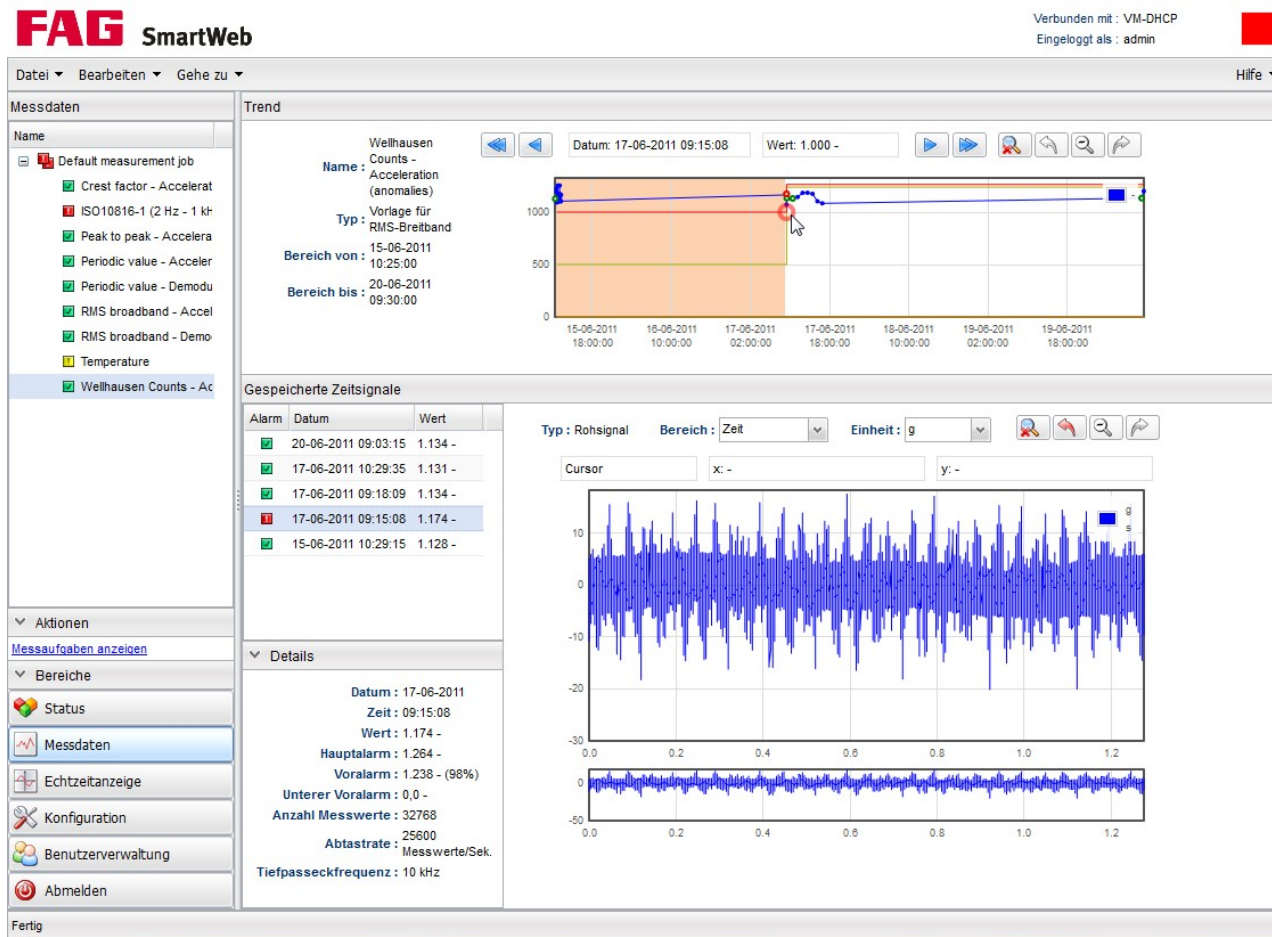 FAG SmartWeb
Verbunden mit : VM-DHCP
Eingeloggt als : admin
Datei Bearbeiten Gehe zu Hilfe
Messdaten
Name
Default measurement job
Crest factor - Accelerat
ISO10816-1 (2 Hz - 1 kH
Peak to peak - Accelera
Periodic value - Acceler
Periodic value - Demodu
RMS broadband - Accel
RMS broadband - Demo
Temperature
Wellhausen Counts - Ac
Aktionen
Messaufgaben anzeigen
Bereiche
Status
Messdaten
Echtzeitanzeige
Konfiguration
Benutzerverwaltung
Abmelden
Trend
Name : Wellhausen
Counts -
Acceleration
(anomalies)
Typ : Vorlage für
RMS-Breitband
Bereich von : 15-06-2011
10:25:00
Bereich bis : 20-06-2011
09:30:00
Datum: 17-06-2011 09:15:08 Wert: 1.000 -
1000
500
0
15-06-2011 16-06-2011 17-06-2011 17-06-2011 18-06-2011 19-06-2011 19-06-2011
18:00:00 10:00:00 02:00:00 18:00:00 10:00:00 02:00:00 18:00:00
Gespeicherte Zeitsignale
Alarm Datum Wert
20-06-2011 09:03:15 1.134 -
17-06-2011 10:29:35 1.131 -
17-06-2011 09:18:09 1.134 -
17-06-2011 09:15:08 1.174 -
15-06-2011 10:29:15 1.128 -
Details
Datum : 17-06-2011
Zeit : 09:15:08
Wert : 1.174 -
Hauptalarm : 1.264 -
Voralarm : 1.238 - (98%)
Unterer Voralarm : 0,0 -
Anzahl Messwerte : 32768
Abtastrate : 25600
Messwerte/Sek.
Tiefpasseckfrequenz : 10 kHz
Typ : Rohsignal Bereich : Zeit Einheit : g
Cursor x: - y: -
g
s
10
0
-10
-20
-30
0.0 0.2 0.4 0.6 0.8 1.0 1.2
0
-50
0.0 0.2 0.4 0.6 0.8 1.0 1.2
Fertig